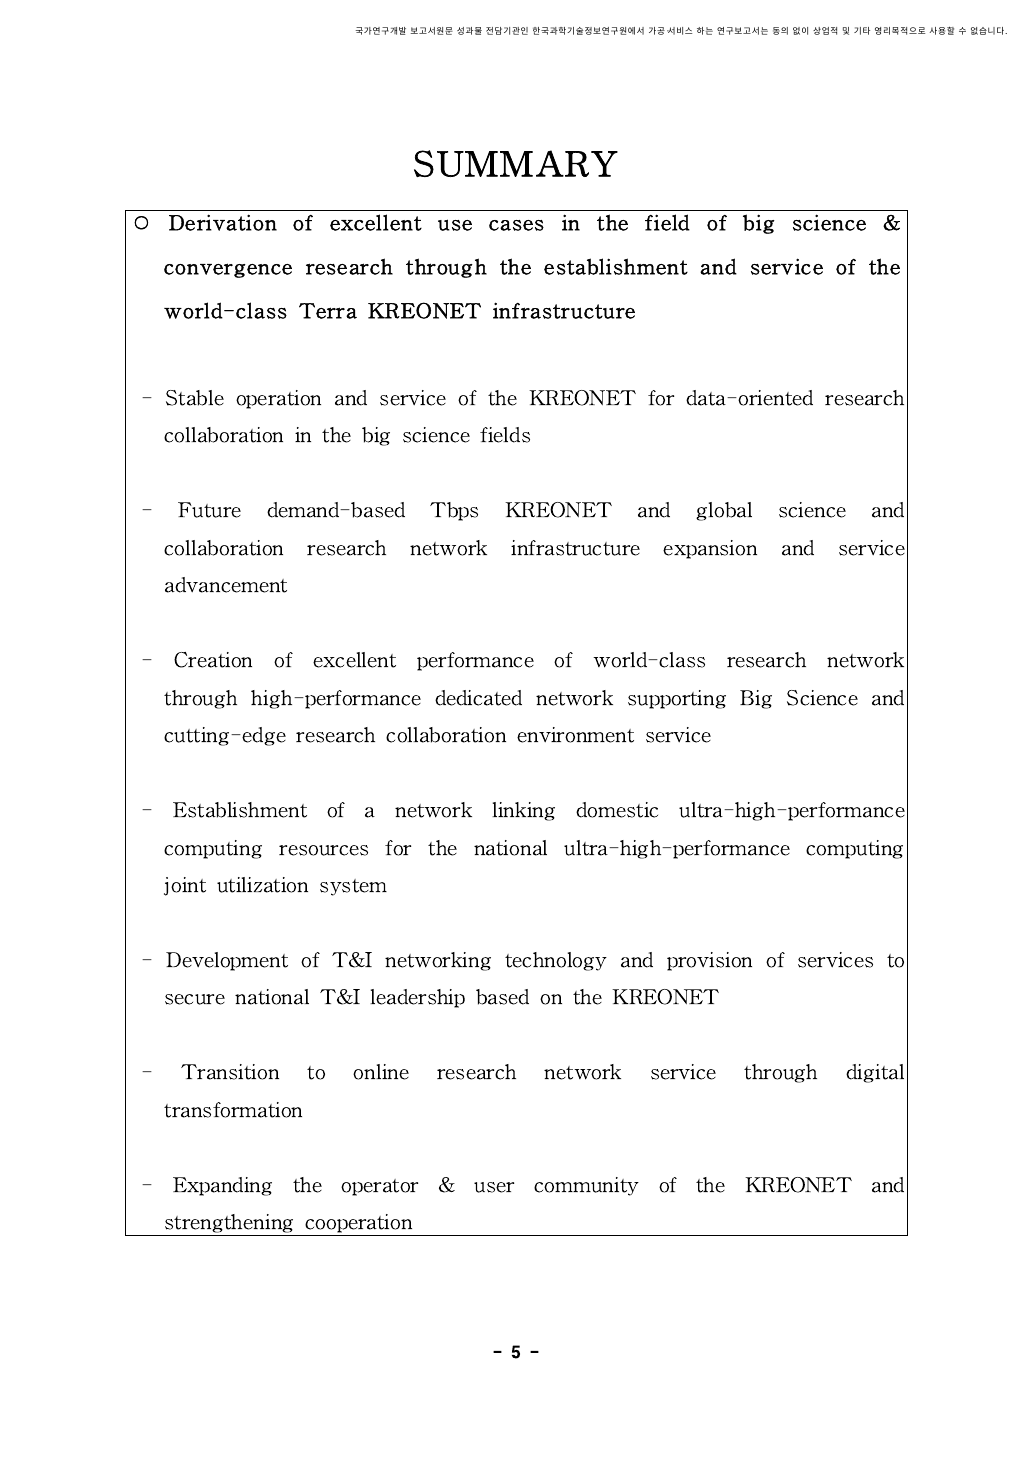 국가연구개발 보고서원문 성과물 전담기관인 한국과학기술정보연구원에서 가공·서비스 하는 연구보고서는 동의 없이 상업적 및 기타 영리목적으로 사용할 수 없습니다.
SUMMARY
○ Derivation of excellent use cases in the field of big science &
convergence research through the establishment and service of the
world-class Terra KREONET infrastructure
- Stable operation and service of the KREONET for data-oriented research
collaboration in the big science fields
- Future demand-based Tbps KREONET and global science and
collaboration research network infrastructure expansion and service
advancement
- Creation of excellent performance of world-class research network
through high-performance dedicated network supporting Big Science and
cutting-edge research collaboration environment service
- Establishment of a network linking domestic ultra-high-performance
computing resources for the national ultra-high-performance computing
joint utilization system
- Development of T&I networking technology and provision of services to
secure national T&I leadership based on the KREONET
- Transition to online research network service through digital
transformation
- Expanding the operator & user community of the KREONET and
strengthening cooperation
- 5 -